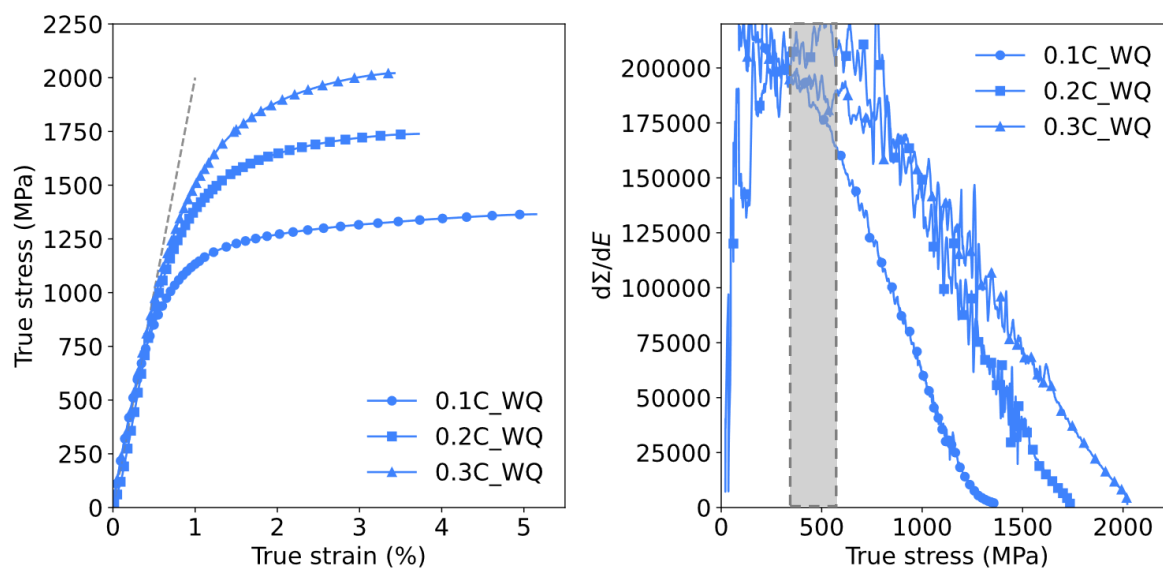 2250
2000
1750
1500
1250
1000
750
500
250
0
True stress (MPa)
0.1C_WQ
0.2C_WQ
0.3C_WQ
0 1 2 3 4 5
True strain (%)
200000
175000
150000
125000
100000
75000
50000
25000
0
dΣ/dE
0.1C_WQ
0.2C_WQ
0.3C_WQ
0 500 1000 1500 2000
True stress (MPa)